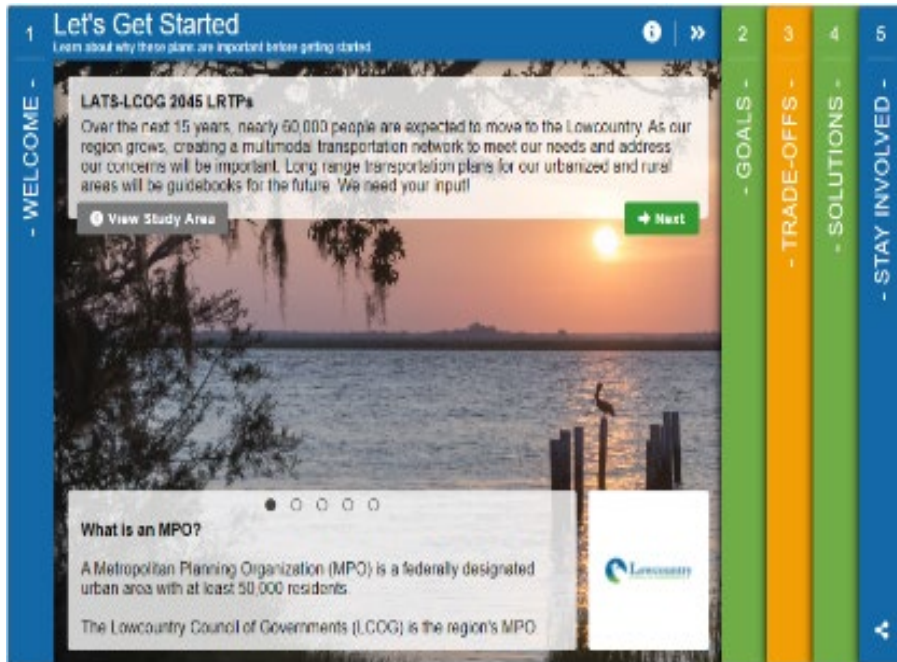 1
- WELCOME -
Let's Get Started
Learn about why these plans are important before getting started
LATS-LCOG 2045 LRTPs
Over the next 15 years, nearly 60,000 people are expected to move to the Lowcountry. As our
region grows, creating a multimodal transportation network to meet our needs and address
our concerns will be important. Long range transportation plans for our urbanized and rural
areas will be guidebooks for the future. We need your input!
View Study Area
Next
What is an MPO?
A Metropolitan Planning Organization (MPO) is a federally designated
urban area with at least 50,000 residents.
The Lowcountry Council of Governments (LCOG) is the region's MPO
Lowcountry
2
- GOALS -
3
- TRADE-OFFS -
4
- SOLUTIONS -
5
- STAY INVOLVED -